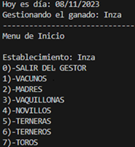 Hoy es día: 08/11/2023
Gestionando el ganado: Inza
--------------------------------
Menu de Inicio

Establecimiento: Inza
0)-SALIR DEL GESTOR
1)-VACUNOS
2)-MADRES
3)-VAQUILLONAS
4)-NOVILLOS
5)-TERNERAS
6)-TERNEROS
7)-TOROS